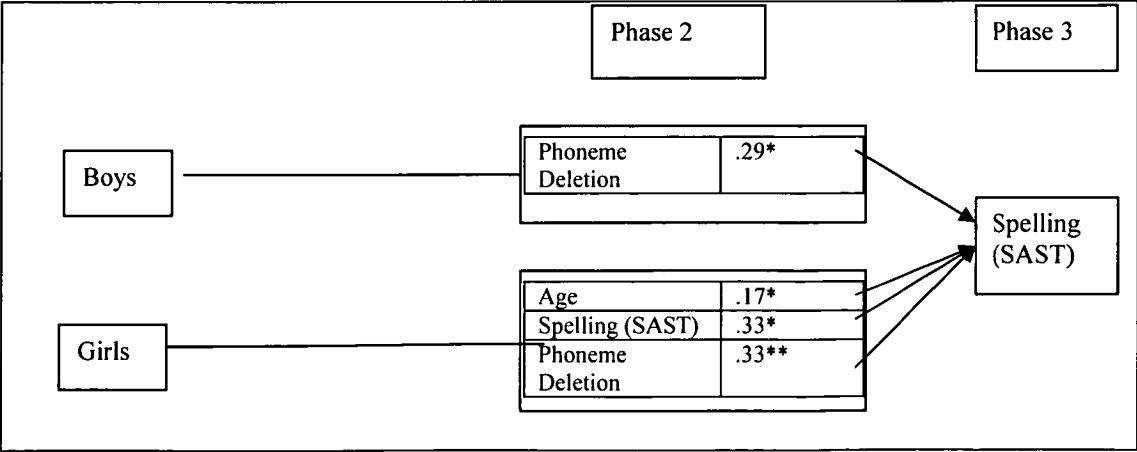 Phase 2
Phase 3
Boys
Phoneme .29*
Deletion
Spelling
(SAST)
Girls
Age .17*
Spelling (SAST) .33*
Phoneme .33**
Deletion